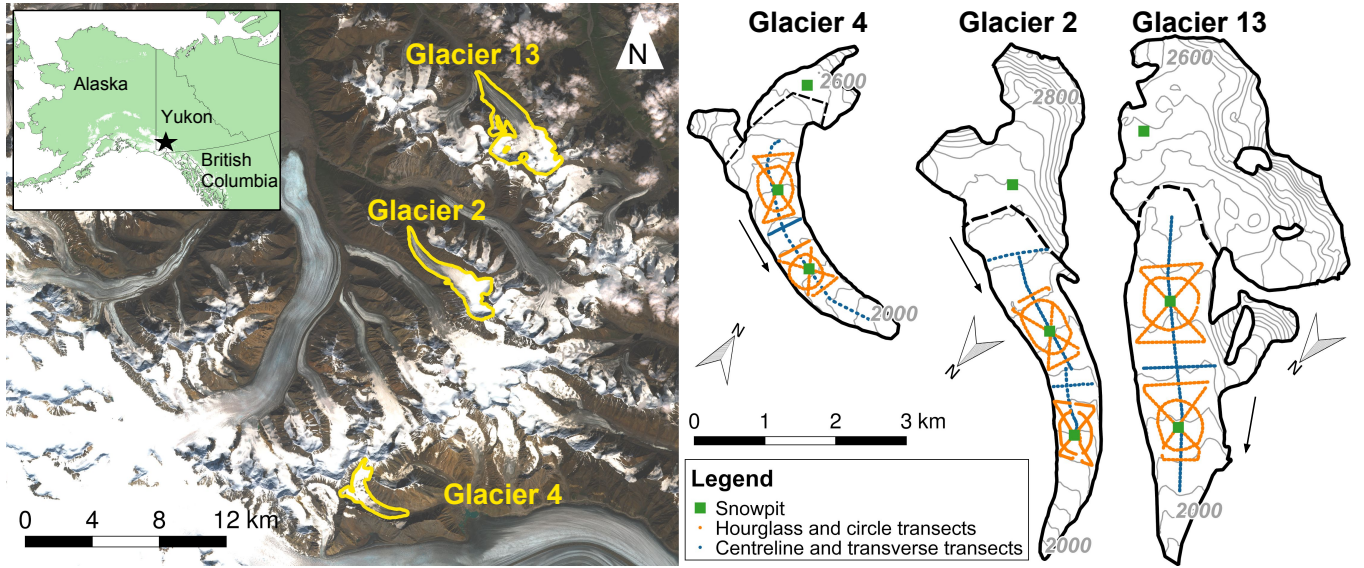 Alaska
Yukon
British
Columbia
Glacier 13
N
Glacier 2
Glacier 4
0 4 8 12 km
Glacier 4
Glacier 2
Glacier 13
2600
2800
2600
2000
N
N
N
0 1 2 3 km
2000
2000
Legend
Snowpit
Hourglass and circle transects
Centreline and transverse transects